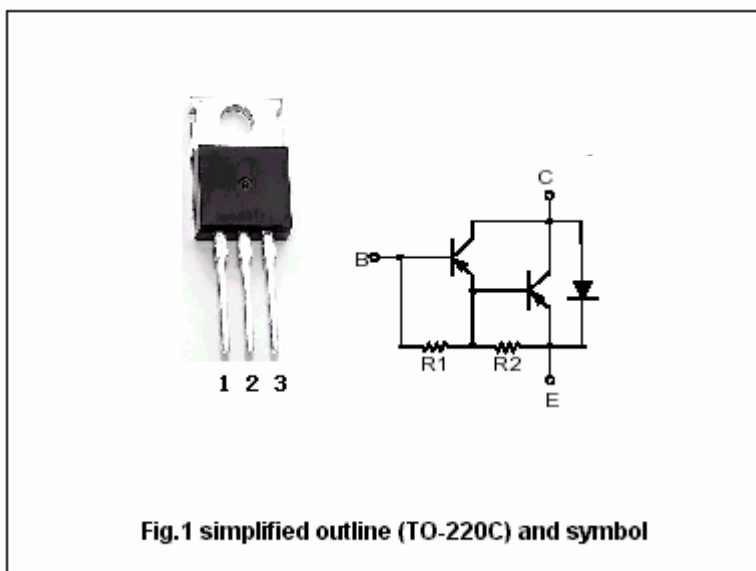 C
B
R1 R2
E
1 2 3
Fig.1 simplified outline (TO-220C) and symbol